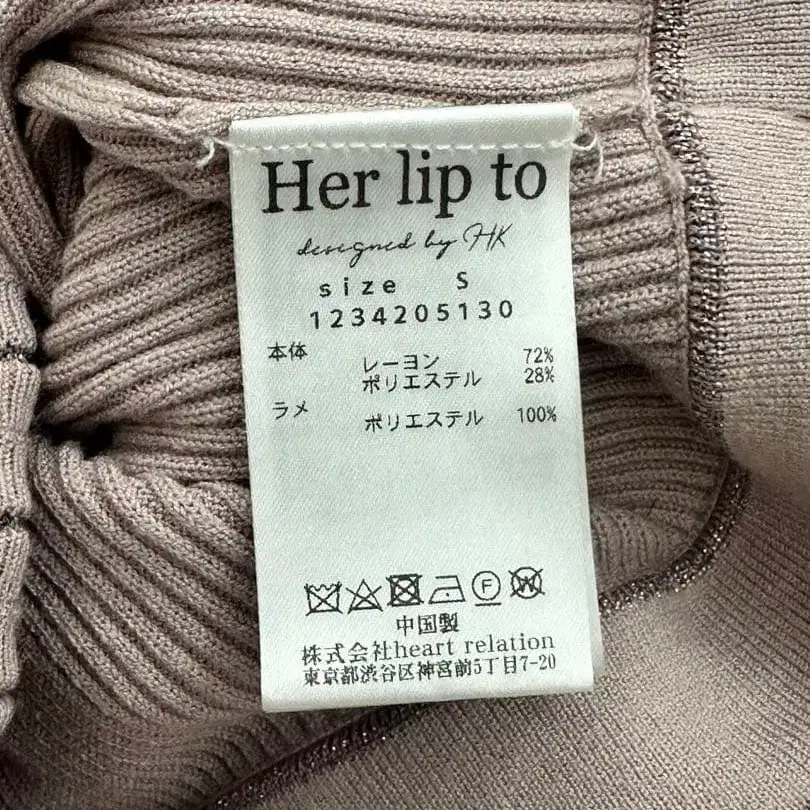 Her lip to
designed by HK
size S
1234205130
本体 レーヨン 72%
ポリエステル 28%
ラメ ポリエステル 100%
中国製
株式会社heart relation
東京都渋谷区神宮前5丁目7-20